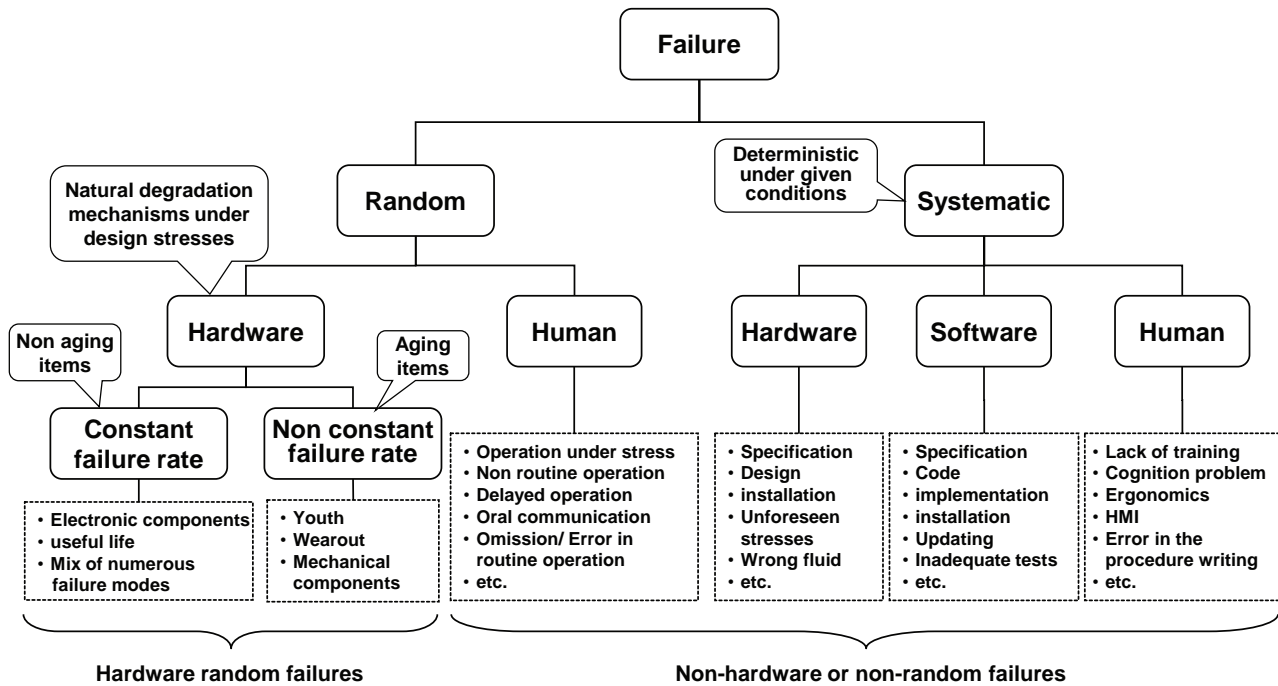 Failure
Deterministic
under given
conditions
Natural degradation
mechanisms under
design stresses
Random
Systematic
Hardware
Human
Hardware
Software
Human
Non aging
items
Aging
items
Constant
failure rate
Non constant
failure rate
• Electronic components
• useful life
• Mix of numerous
failure modes
• Youth
• Wearout
• Mechanical
components
• Operation under stress
• Non routine operation
• Delayed operation
• Oral communication
• Omission/ Error in
routine operation
• etc.
• Specification
• Design
• installation
• Unforeseen
stresses
• Wrong fluid
• etc.
• Specification
• Code
• implementation
• installation
• Updating
• Inadequate tests
• etc.
• Lack of training
• Cognition problem
• Ergonomics
• HMI
• Error in the
procedure writing
• etc.
Hardware random failures
Non-hardware or non-random failures